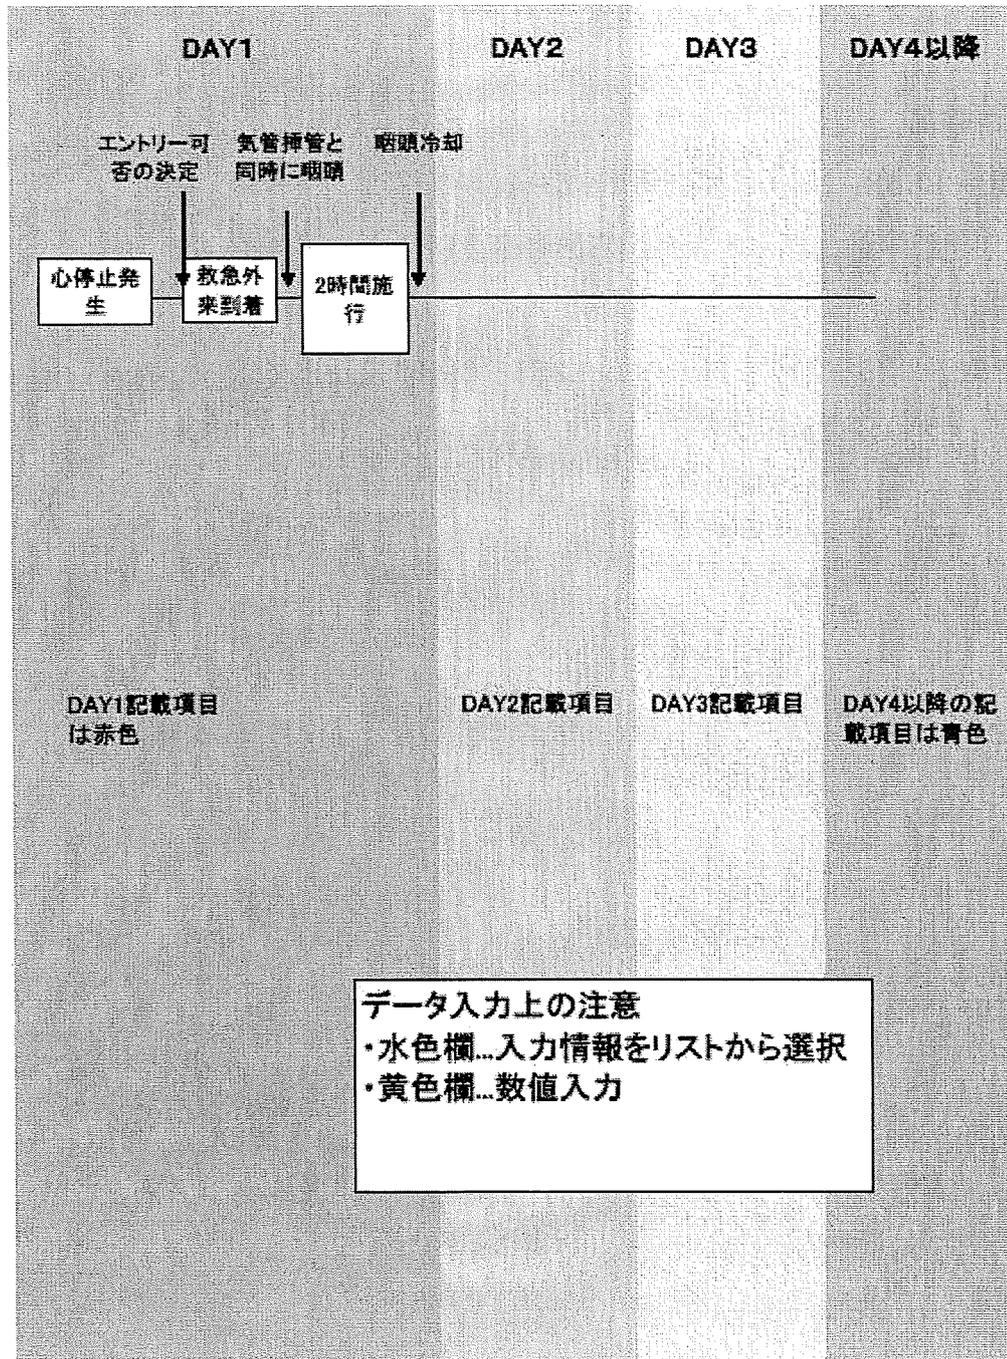 DAY1
DAY2
DAY3
DAY4以降
エントリー可
否の決定
気管挿管と
同時に咽頭
咽頭冷却
心停止発
生
救急外
来到着
2時間施
行
DAY1記載項目
は赤色
DAY2記載項目
DAY3記載項目
DAY4以降の記
載項目は青色
データ入力上の注意
・水色欄...入力情報をリストから選択
・黄色欄...数値入力